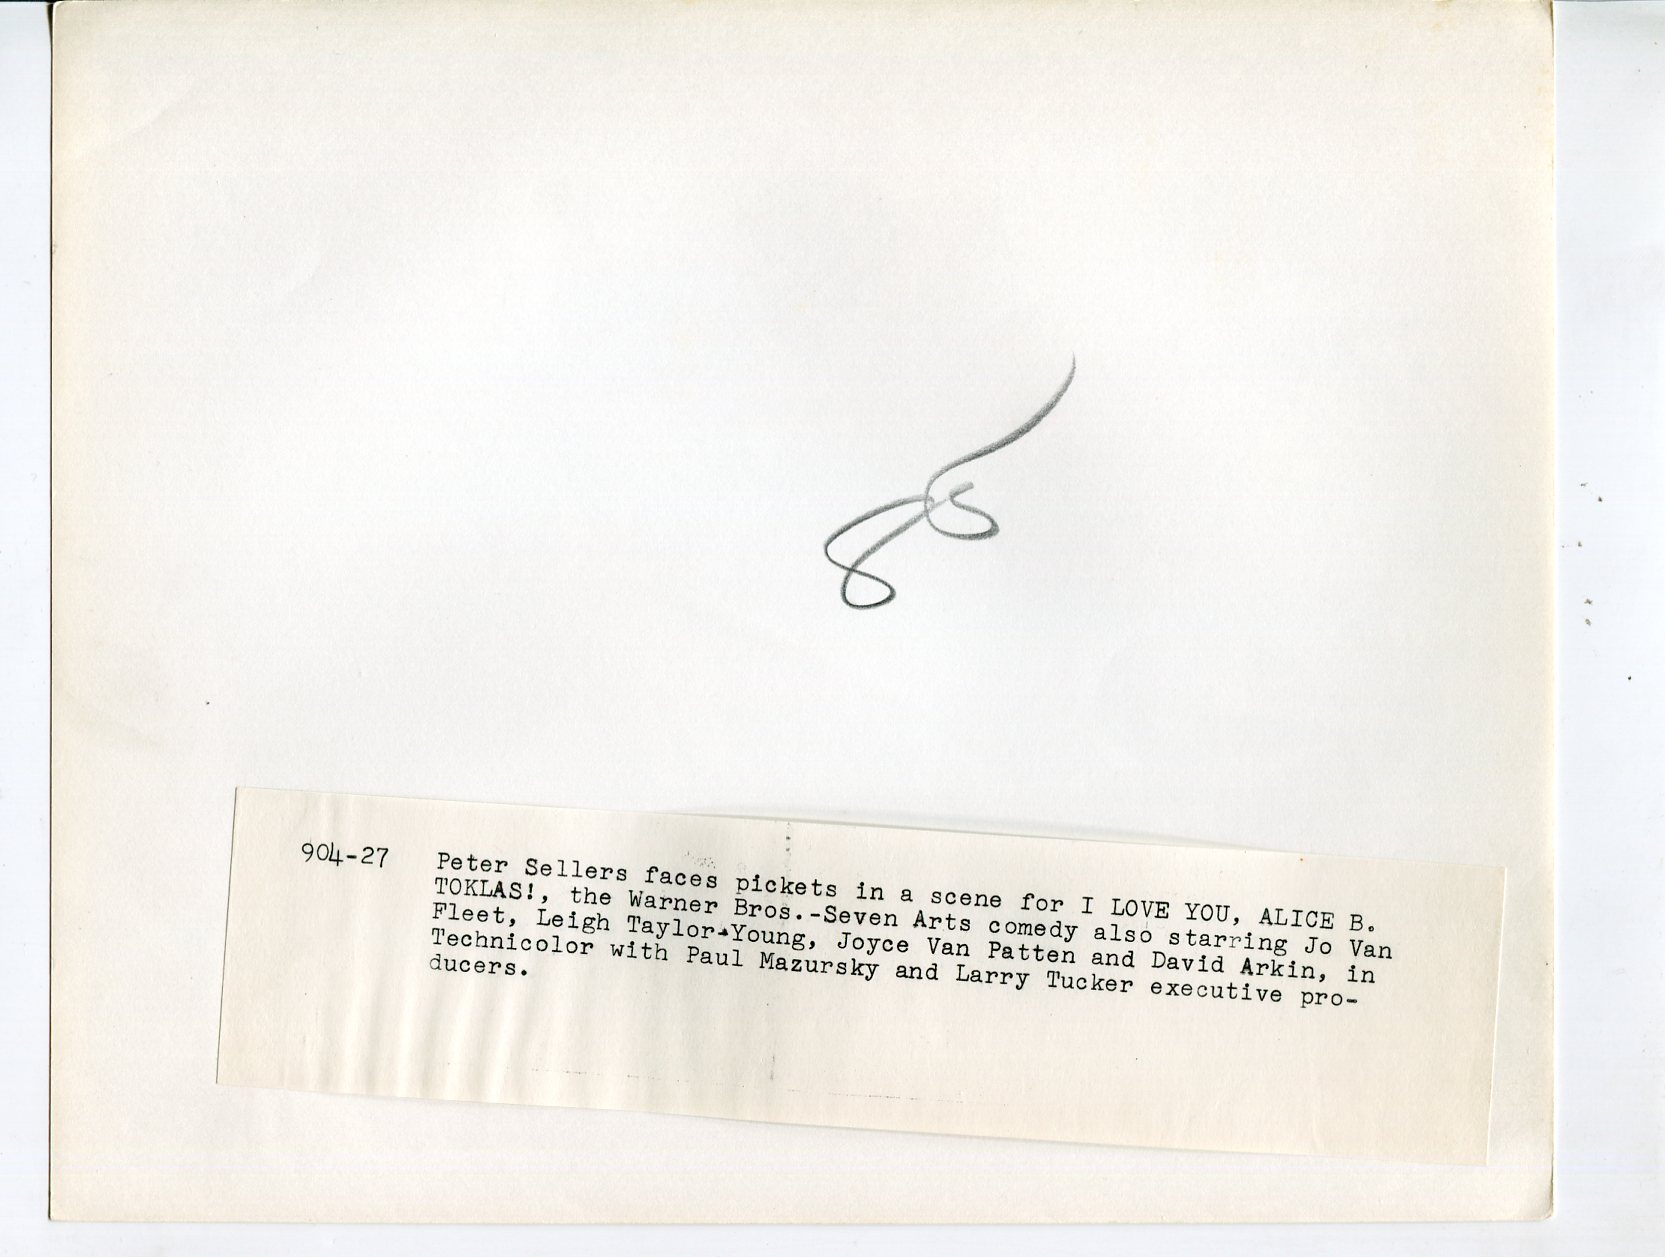 904-27 Peter Sellers faces pickets in a scene for I LOVE YOU, ALICE B.
TOKLAS!, the Warner Bros.-Seven Arts comedy also starring Jo Van
Fleet, Leigh Taylor-Young, Joyce Van Patten and David Arkin, in
Technicolor with Paul Mazursky and Larry Tucker executive pro-
ducers.